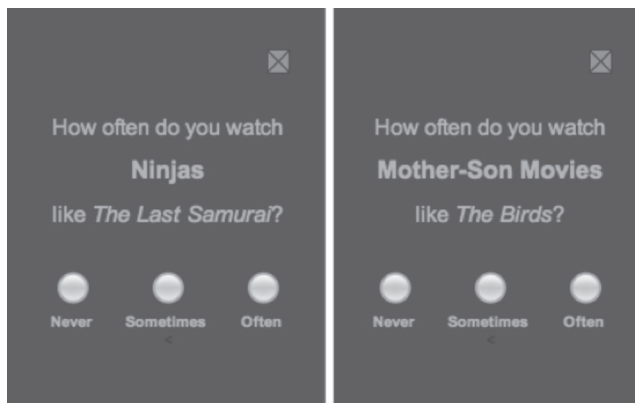 How often do you watch
Ninjas
like The Last Samurai?
Never Sometimes Often
<
How often do you watch
Mother-Son Movies
like The Birds?
Never Sometimes Often
<